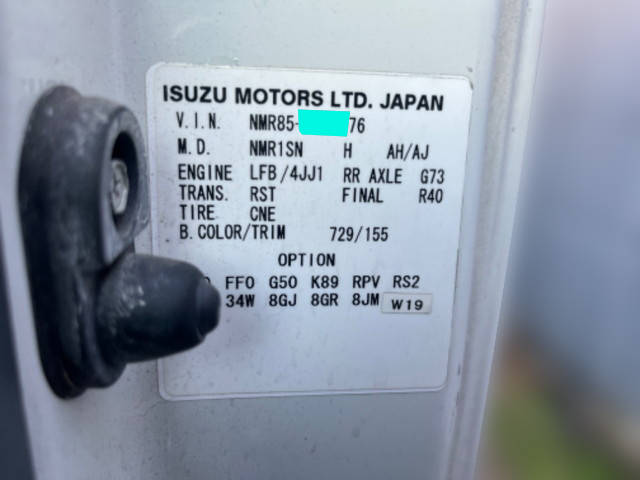 ISUZU MOTORS LTD. JAPAN
V.I.N. NMR85- 76
M.D. NMR1SN H AH/AJ
ENGINE LFB/4JJ1 RR AXLE G73
TRANS. RST FINAL R40
TIRE CNE
B.COLOR/TRIM 729/155
OPTION
FF0 G50 K89 RPV RS2
34W 8GJ 8GR 8JM W19